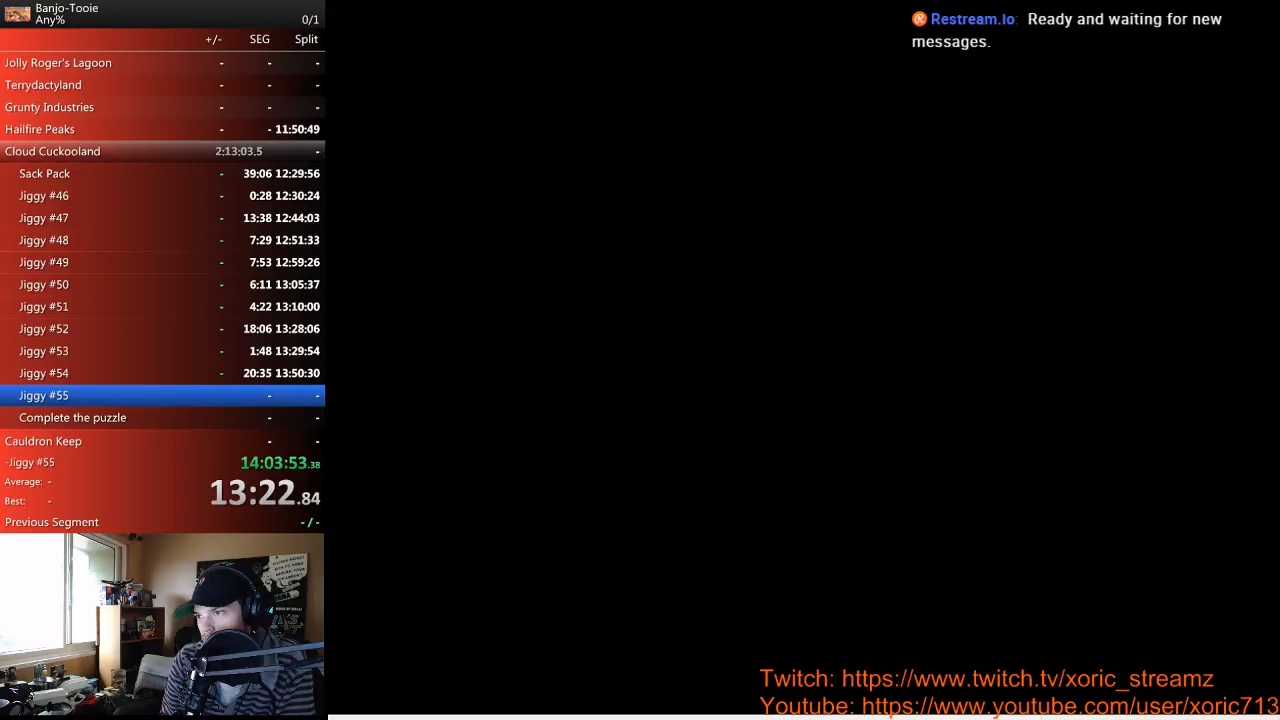 Banjo-Tooie
Any%
0/1
+/- SEG Split
Jolly Roger's Lagoon - - -
Terrydactyland - - -
Grunty Industries - - -
Hailfire Peaks - - 11:50:49
Cloud Cuckooland 2:13:03.5 -
Sack Pack - 39:06 12:29:56
Jiggy #46 - 0:28 12:30:24
Jiggy #47 - 13:38 12:44:03
Jiggy #48 - 7:29 12:51:33
Jiggy #49 - 7:53 12:59:26
Jiggy #50 - 6:11 13:05:37
Jiggy #51 - 4:22 13:10:00
Jiggy #52 - 18:06 13:28:06
Jiggy #53 - 1:48 13:29:54
Jiggy #54 - 20:35 13:50:30
Jiggy #55 - -
Complete the puzzle - -
Cauldron Keep - -
-Jiggy #55 14:03:53.38
Average: -
13:22.84
Best: -
Previous Segment - / -
Restream.io: Ready and waiting for new
messages.
Twitch: https://www.twitch.tv/xoric_streamz
Youtube: https://www.youtube.com/user/xoric713